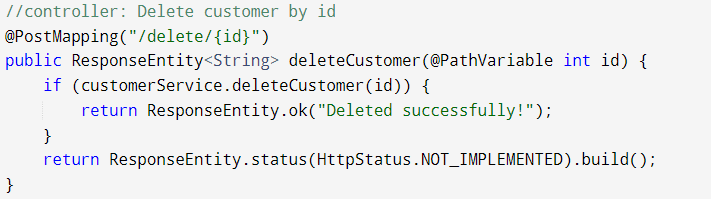 //controller: Delete customer by id
@PostMapping("/delete/{id}")
public ResponseEntity<String> deleteCustomer(@PathVariable int id) {
    if (customerService.deleteCustomer(id)) {
        return ResponseEntity.ok("Deleted successfully!");
    }
    return ResponseEntity.status(HttpStatus.NOT_IMPLEMENTED).build();
}